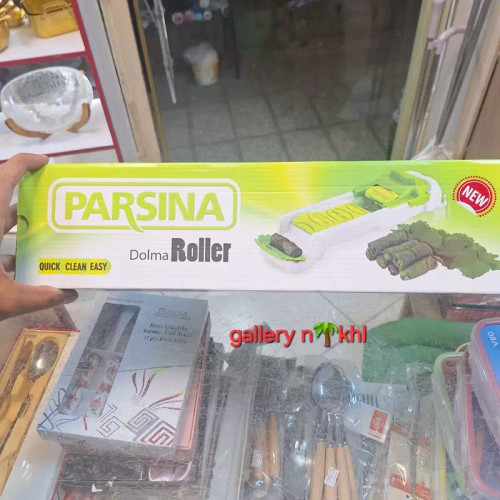 PARSINA
NEW
Dolma Roller
QUICK CLEAN EASY
gallery n🌴khl